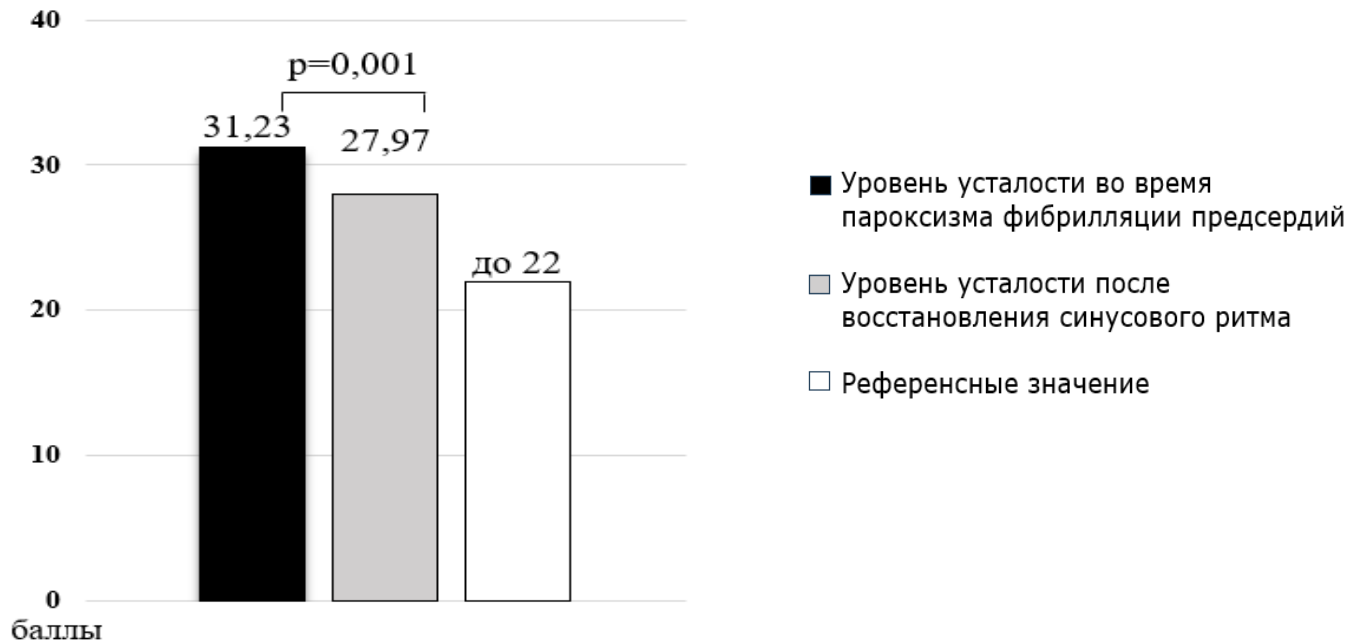 40
p=0,001
31,23
27,97
30
до 22
20
10
0
баллы
Уровень усталости во время
пароксизма фибрилляции предсердий
Уровень усталости после
восстановления синусового ритма
Референсные значение